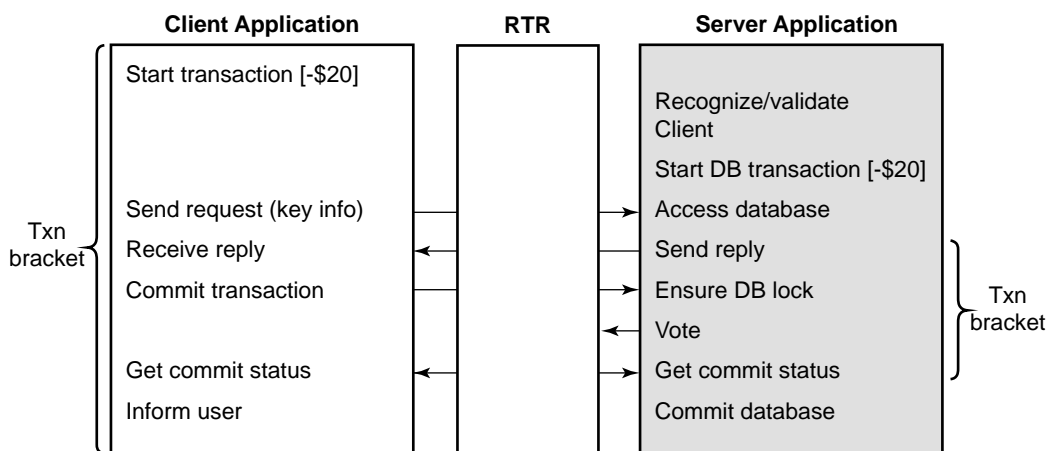 Client Application
RTR
Server Application
Start transaction [-$20]
Recognize/validate
Client
Start DB transaction [-$20]
Send request (key info)
Access database
Txn
bracket
Receive reply
Send reply
Commit transaction
Ensure DB lock
Txn
bracket
Vote
Get commit status
Get commit status
Inform user
Commit database